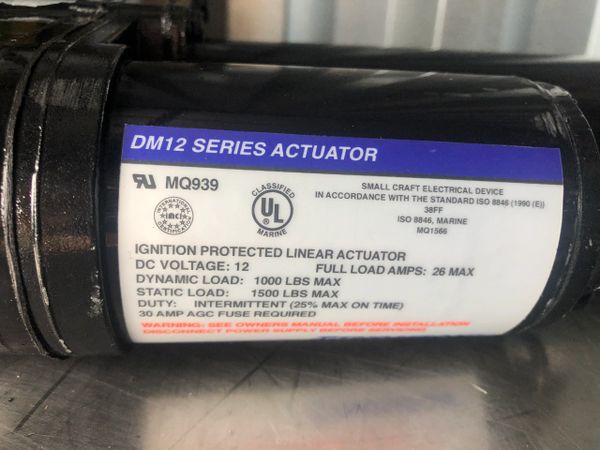 DM12 SERIES ACTUATOR
MQ939
INTERNATIONAL
imci
CERTIFICATION
CLASSIFIED
UL
MARINE
SMALL CRAFT ELECTRICAL DEVICE
IN ACCORDANCE WITH THE STANDARD ISO 8846 (1990 (E))
38FF
ISO 8846, MARINE
MQ1566
IGNITION PROTECTED LINEAR ACTUATOR
DC VOLTAGE: 12 FULL LOAD AMPS: 26 MAX
DYNAMIC LOAD: 1000 LBS MAX
STATIC LOAD: 1500 LBS MAX
DUTY: INTERMITTENT (25% MAX ON TIME)
30 AMP AGC FUSE REQUIRED
WARNING: SEE OWNERS MANUAL BEFORE INSTALLATION
DISCONNECT POWER SUPPLY BEFORE SERVICING